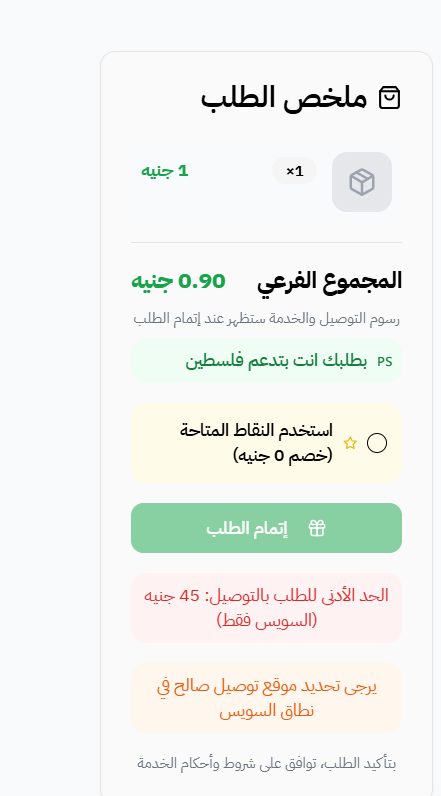 ملخص الطلب
×1
1 جنيه
المجموع الفرعي
0.90 جنيه
رسوم التوصيل والخدمة ستظهر عند إتمام الطلب
PS بطلبك انت بتدعم فلسطين
استخدم النقاط المتاحة
(خصم 0 جنيه)
إتمام الطلب
الحد الأدنى للطلب بالتوصيل: 45 جنيه
(السويس فقط)
يرجى تحديد موقع توصيل صالح في
نطاق السويس
بتأكيد الطلب، توافق على شروط وأحكام الخدمة